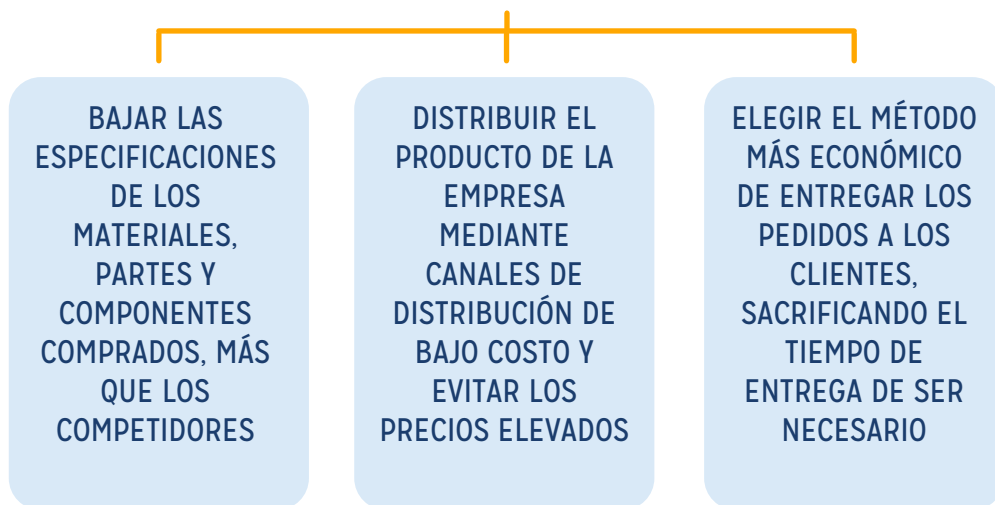 BAJAR LAS
ESPECIFICACIONES
DE LOS
MATERIALES,
PARTES Y
COMPONENTES
COMPRADOS, MÁS
QUE LOS
COMPETIDORES
DISTRIBUIR EL
PRODUCTO DE LA
EMPRESA
MEDIANTE
CANALES DE
DISTRIBUCIÓN DE
BAJO COSTO Y
EVITAR LOS
PRECIOS ELEVADOS
ELEGIR EL MÉTODO
MÁS ECONÓMICO
DE ENTREGAR LOS
PEDIDOS A LOS
CLIENTES,
SACRIFICANDO EL
TIEMPO DE
ENTREGA DE SER
NECESARIO